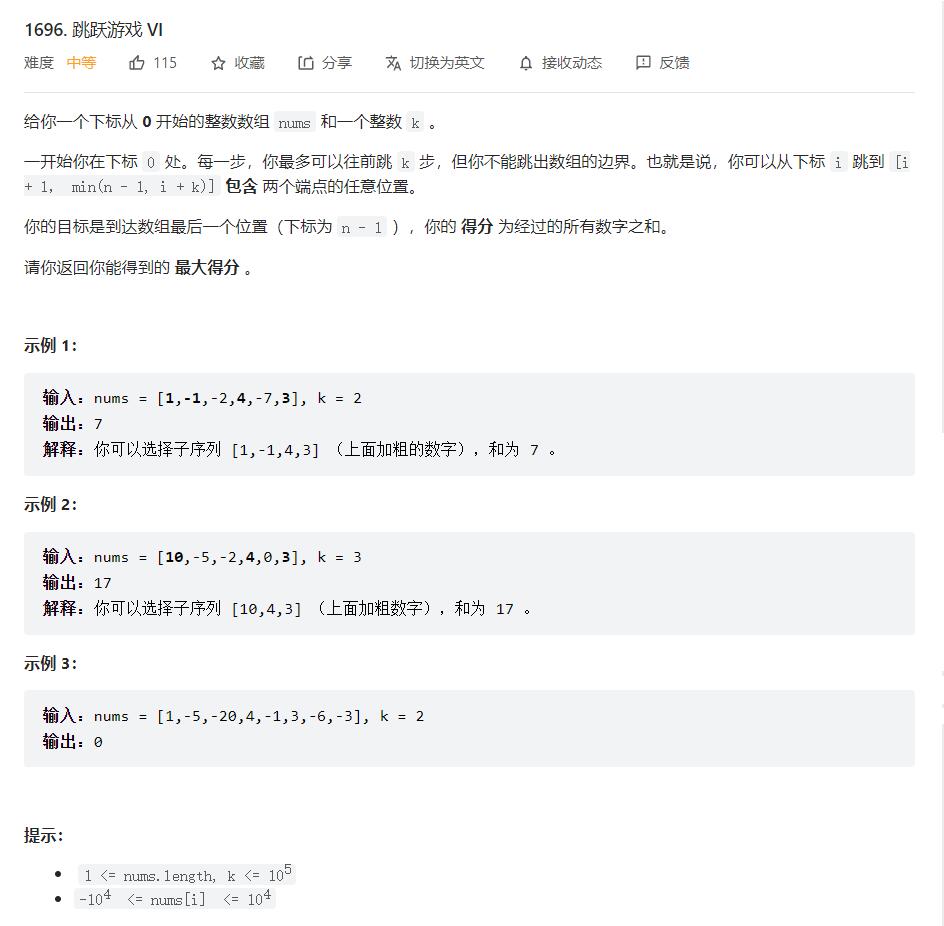 1696. 跳跃游戏 VI
难度 中等 115 收藏 分享 切换为英文 接收动态 反馈
给你一个下标从 0 开始的整数数组 nums 和一个整数 k 。
一开始你在下标 0 处。每一步，你最多可以往前跳 k 步，但你不能跳出数组的边界。也就是说，你可以从下标 i 跳到 [i
+ 1, min(n - 1, i + k)] 包含 两个端点的任意位置。
你的目标是到达数组最后一个位置（下标为 n - 1 ），你的 得分 为经过的所有数字之和。
请你返回你能得到的 最大得分 。
示例 1：
输入：nums = [1,-1,-2,4,-7,3], k = 2
输出：7
解释：你可以选择子序列 [1,-1,4,3] （上面加粗的数字），和为 7 。
示例 2：
输入：nums = [10,-5,-2,4,0,3], k = 3
输出：17
解释：你可以选择子序列 [10,4,3] （上面加粗数字），和为 17 。
示例 3：
输入：nums = [1,-5,-20,4,-1,3,-6,-3], k = 2
输出：0
提示：
• 1 <= nums.length, k <= 10⁵
• -10⁴ <= nums[i] <= 10⁴